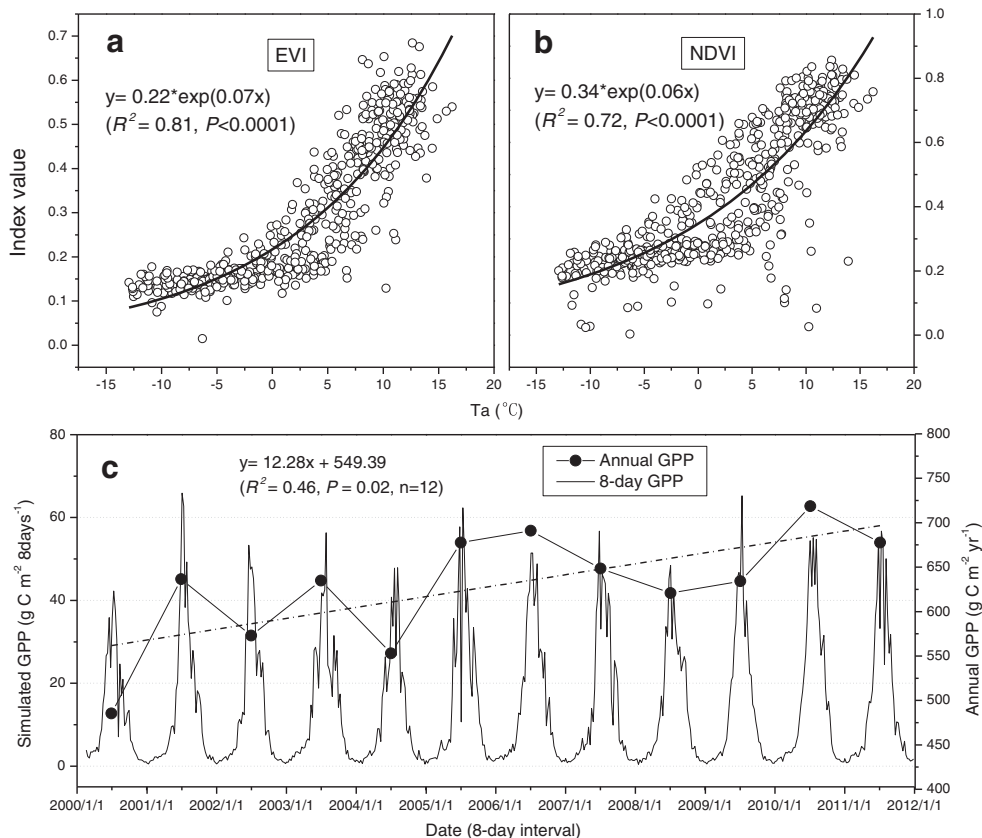 a
EVI
y= 0.22*exp(0.07x)
(R² = 0.81, P<0.0001)
Index value
0.7
0.6
0.5
0.4
0.3
0.2
0.1
0.0
-15 -10 -5 0 5 10 15 20
b
NDVI
y= 0.34*exp(0.06x)
(R² = 0.72, P<0.0001)
1.0
0.8
0.6
0.4
0.2
0.0
-15 -10 -5 0 5 10 15 20
Ta (°C)
c
y= 12.28x + 549.39
(R² = 0.46, P = 0.02, n=12)
Annual GPP
8-day GPP
Simulated GPP (g C m⁻² 8days⁻¹)
80
60
40
20
0
Annual GPP (g C m⁻² yr⁻¹)
800
750
700
650
600
550
500
450
400
2000/1/1 2001/1/1 2002/1/1 2003/1/1 2004/1/1 2005/1/1 2006/1/1 2007/1/1 2008/1/1 2009/1/1 2010/1/1 2011/1/1 2012/1/1
Date (8-day interval)